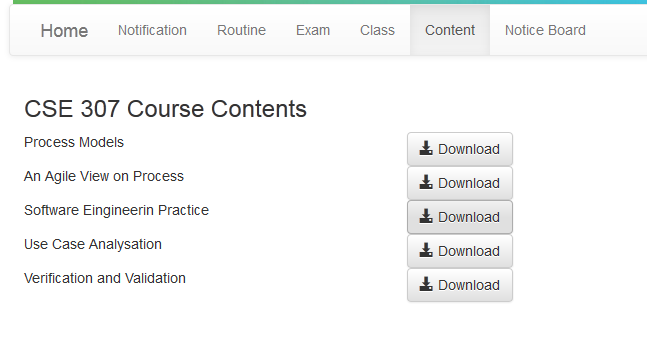 Home Notification Routine Exam Class Content Notice Board
CSE 307 Course Contents
Process Models Download
An Agile View on Process Download
Software Eingineerin Practice Download
Use Case Analysation Download
Verification and Validation Download